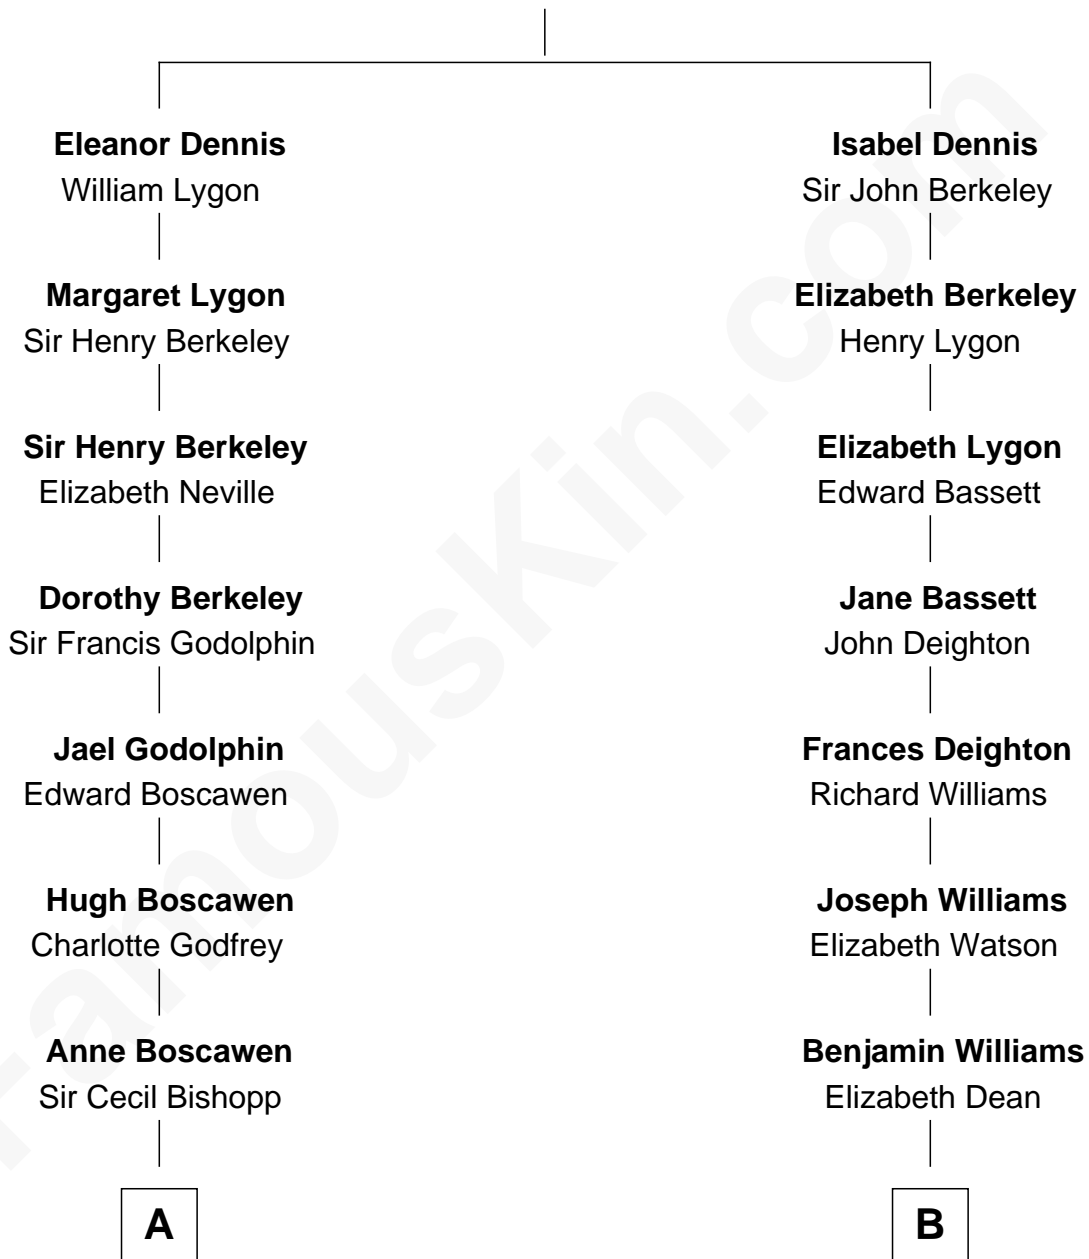 Eleanor Dennis
William Lygon
Margaret Lygon
Sir Henry Berkeley
Sir Henry Berkeley
Elizabeth Neville
Dorothy Berkeley
Sir Francis Godolphin
Jael Godolphin
Edward Boscawen
Hugh Boscawen
Charlotte Godfrey
Anne Boscawen
Sir Cecil Bishopp
A
Isabel Dennis
Sir John Berkeley
Elizabeth Berkeley
Henry Lygon
Elizabeth Lygon
Edward Bassett
Jane Bassett
John Deighton
Frances Deighton
Richard Williams
Joseph Williams
Elizabeth Watson
Benjamin Williams
Elizabeth Dean
B
FamousKin.com